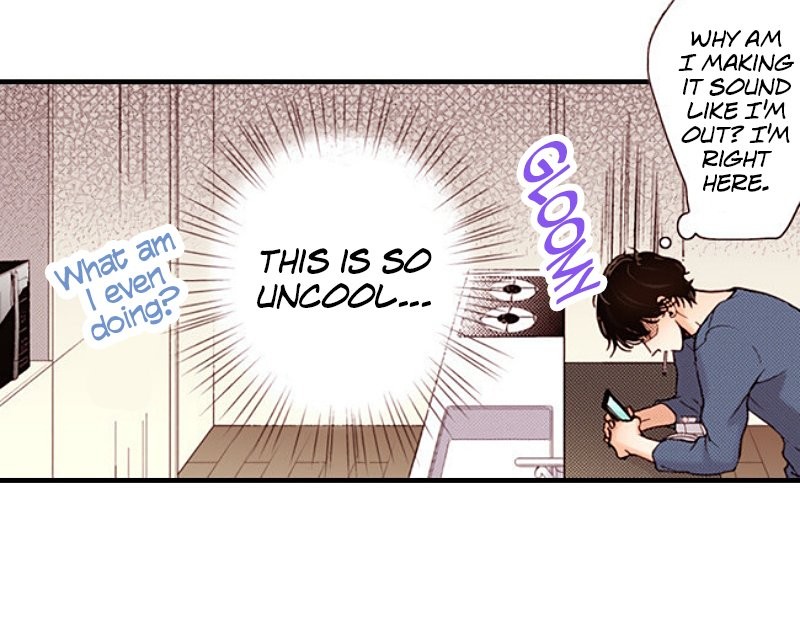 WHY AM
I MAKING
IT SOUND
LIKE I'M
OUT? I'M
RIGHT
HERE.
GLOOMY
THIS IS SO
UNCOOL...
What am
I even
doing?